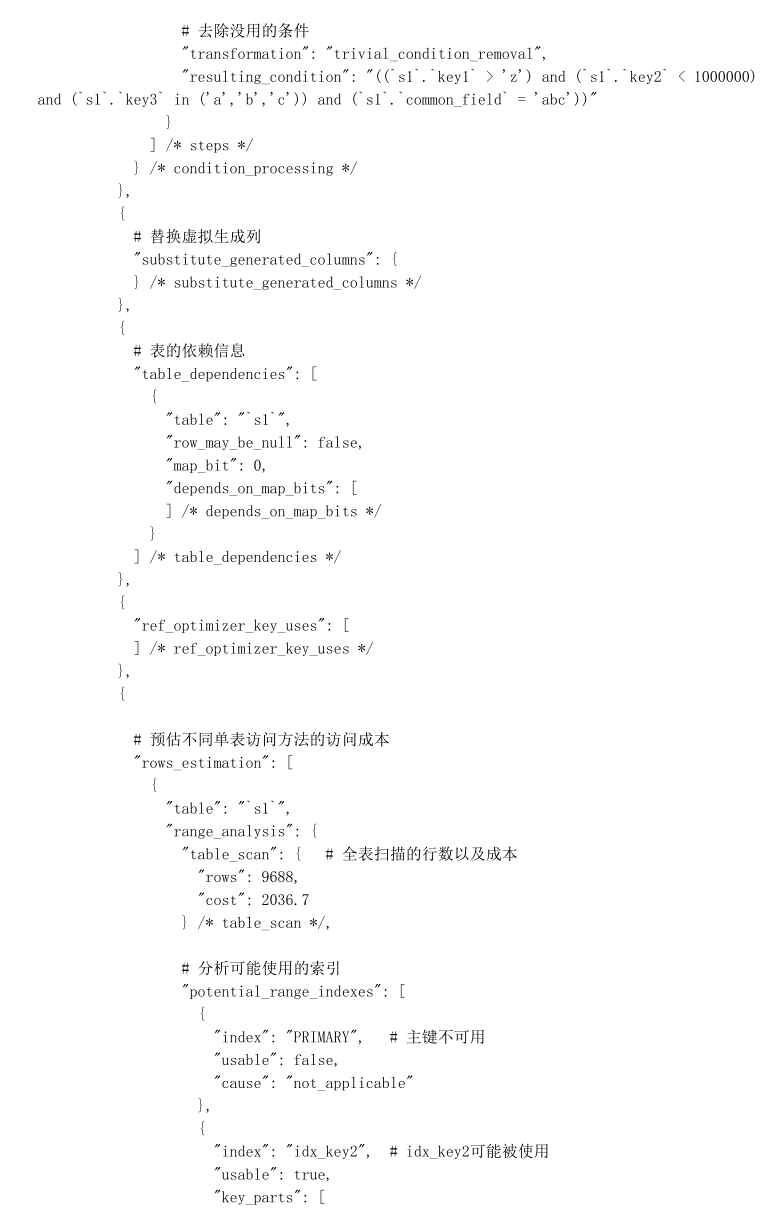 # 去除没用的条件
                  "transformation": "trivial_condition_removal",
                  "resulting_condition": "((`s1`.`key1` > 'z') and (`s1`.`key2` < 1000000)
and (`s1`.`key3` in ('a','b','c')) and (`s1`.`common_field` = 'abc'))"
                }
              ] /* steps */
            } /* condition_processing */
          },
          {
            # 替换虚拟生成列
            "substitute_generated_columns": {
            } /* substitute_generated_columns */
          },
          {
            # 表的依赖信息
            "table_dependencies": [
              {
                "table": "`s1`",
                "row_may_be_null": false,
                "map_bit": 0,
                "depends_on_map_bits": [
                ] /* depends_on_map_bits */
              }
            ] /* table_dependencies */
          },
          {
            "ref_optimizer_key_uses": [
            ] /* ref_optimizer_key_uses */
          },
          {

            # 预估不同单表访问方法的访问成本
            "rows_estimation": [
              {
                "table": "`s1`",
                "range_analysis": {
                  "table_scan": {   # 全表扫描的行数以及成本
                    "rows": 9688,
                    "cost": 2036.7
                  } /* table_scan */,

                  # 分析可能使用的索引
                  "potential_range_indexes": [
                    {
                      "index": "PRIMARY",   # 主键不可用
                      "usable": false,
                      "cause": "not_applicable"
                    },
                    {
                      "index": "idx_key2",  # idx_key2可能被使用
                      "usable": true,
                      "key_parts": [